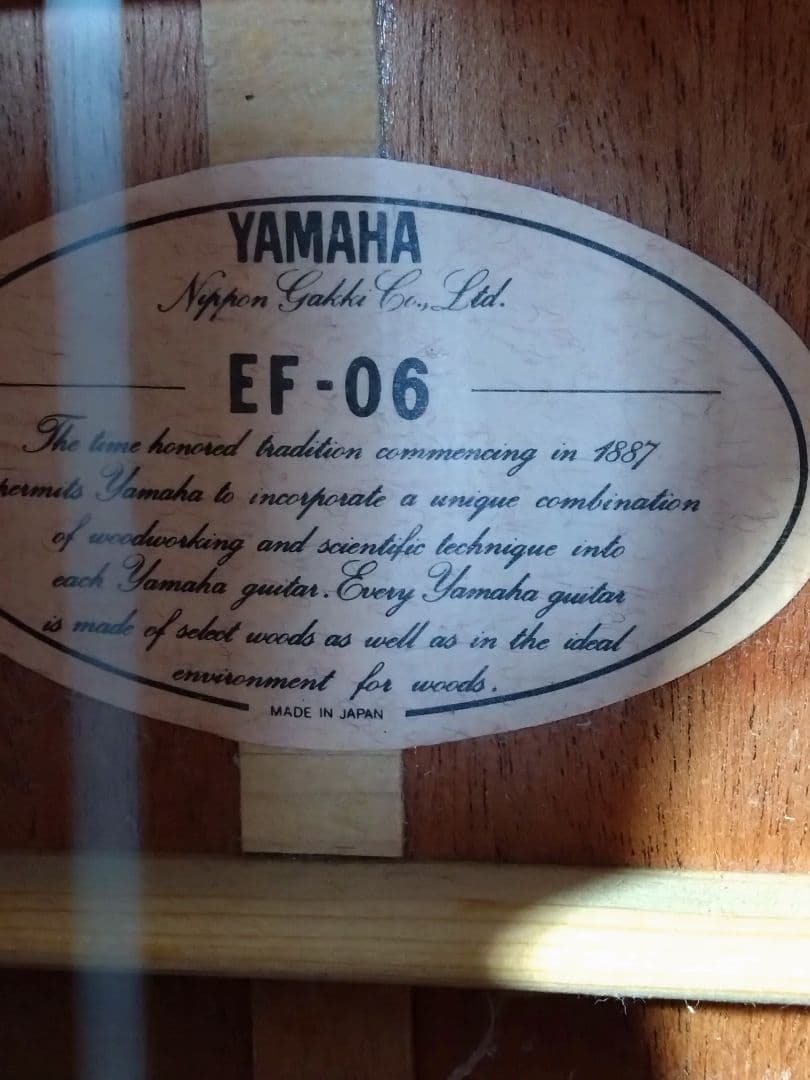 YAMAHA
Nippon Gakki Co., Ltd.
EF-06
The time honored tradition commencing in 1887
permits Yamaha to incorporate a unique combination
of woodworking and scientific technique into
each Yamaha guitar. Every Yamaha guitar
is made of select woods as well as in the ideal
environment for woods.
MADE IN JAPAN